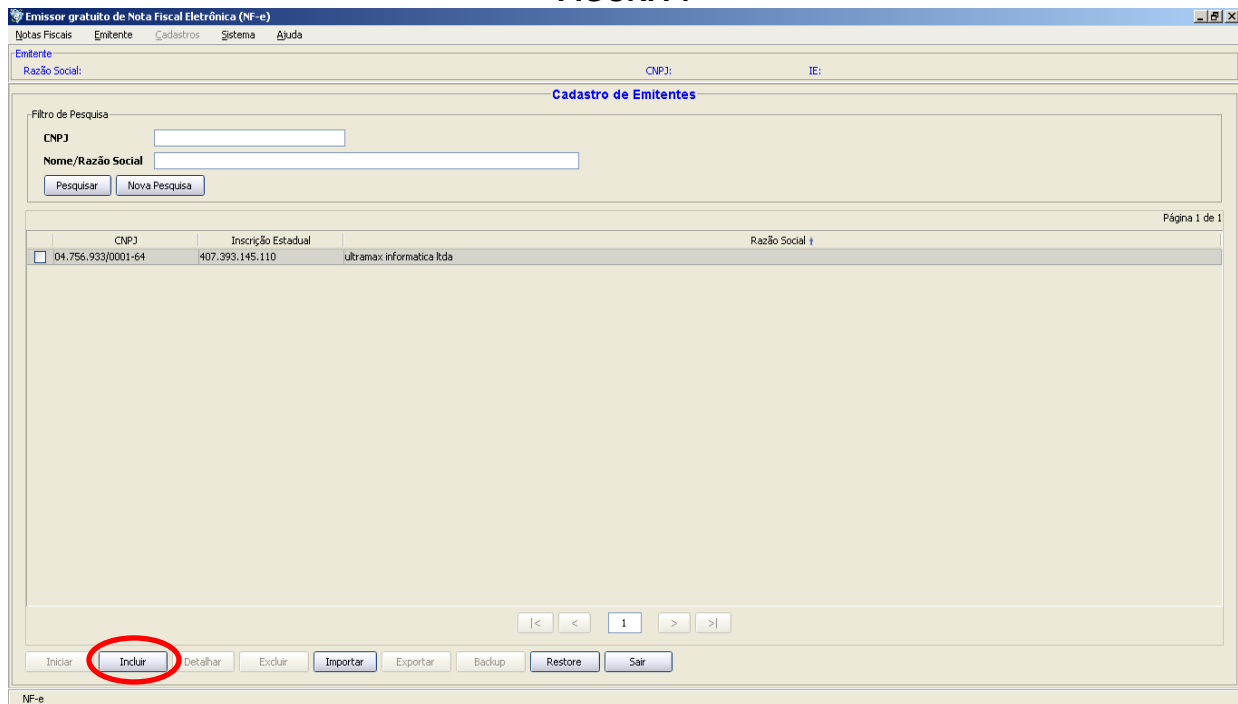 Emissor gratuito de Nota Fiscal Eletrônica (NF-e)
Notas Fiscais Emitente Cadastros Sistema Ajuda
Emitente
Razão Social: CNPJ: IE:
Cadastro de Emitentes
Filtro de Pesquisa
CNPJ
Nome/Razão Social
Pesquisar Nova Pesquisa
Página 1 de 1
CNPJ Inscrição Estadual Razão Social
04.756.933/0001-64 407.393.145.110 ultramax informatica ltda
|< < 1 > >|
Iniciar Incluir Detalhar Excluir Importar Exportar Backup Restore Sair
NF-e